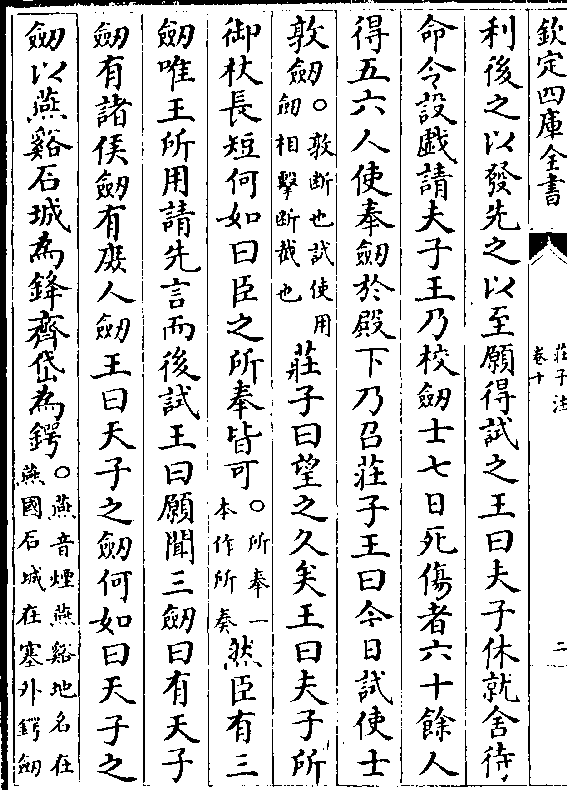 欽定四庫全書
莊子注
卷十
二
利後之以發先之以至願得試之王曰夫子休就舍待
命令設戯請夫子王乃校劒士七日死傷者六十餘人
得五六人使奉劒於殿下乃召莊子王曰今日試使士
敦劒○敦断也試使用
劒相擊断截也
莊子曰望之久矣王曰夫子所
御杖長短何如曰臣之所奉皆可
○所奉一
本作所奏
然臣有三
劒唯王所用請先言而後試王曰願聞三劒曰有天子
劒有諸侯劒有庶人劒王曰天子之劒何如曰天子之
劒以燕谿石城為鋒齊岱為鍔
○燕音煙燕谿地名在
燕國石城在塞外鍔劒